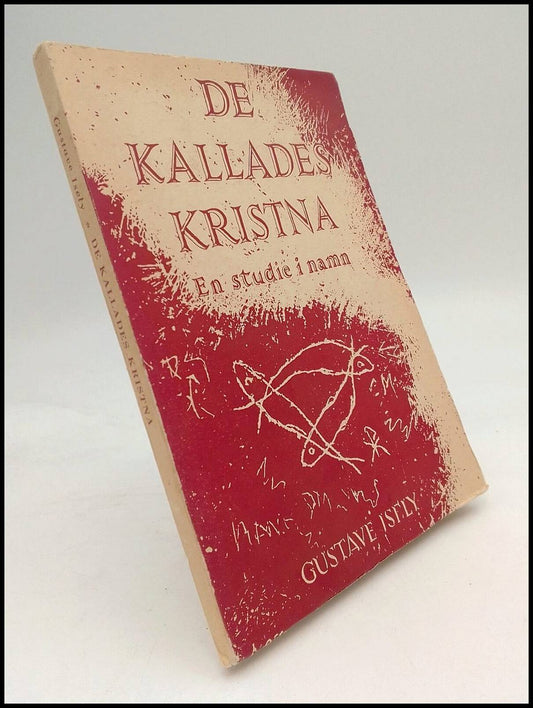 DE
KALLADES
KRISTNA
En studie i namn
GUSTAVE ISELY
Gustave Isely * DE KALLADES KRISTNA